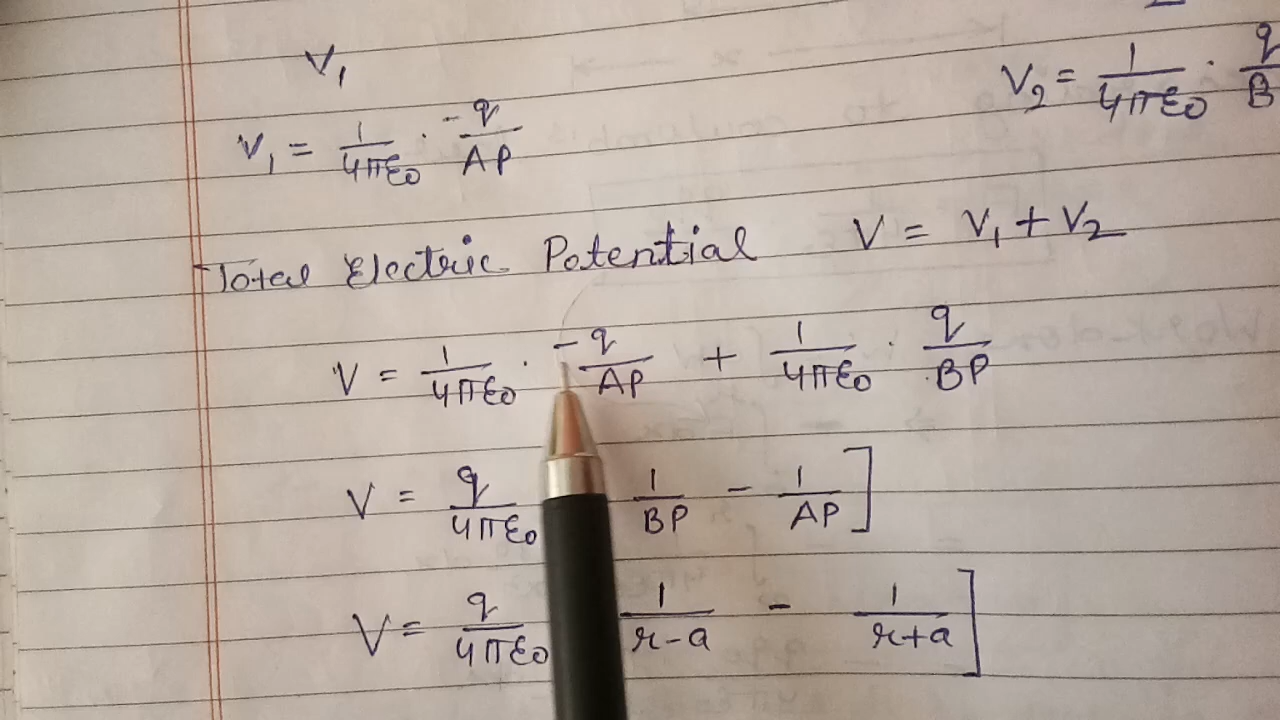 V₁
V₂ = 1/4πε₀ · q/B
V₁ = 1/4πε₀ · -q/AP
Total Electric Potential V = V₁ + V₂
V = 1/4πε₀ · -q/AP + 1/4πε₀ · q/BP
V = q/4πε₀ 1/BP - 1/AP]
V = q/4πε₀ 1/r-a - 1/r+a]